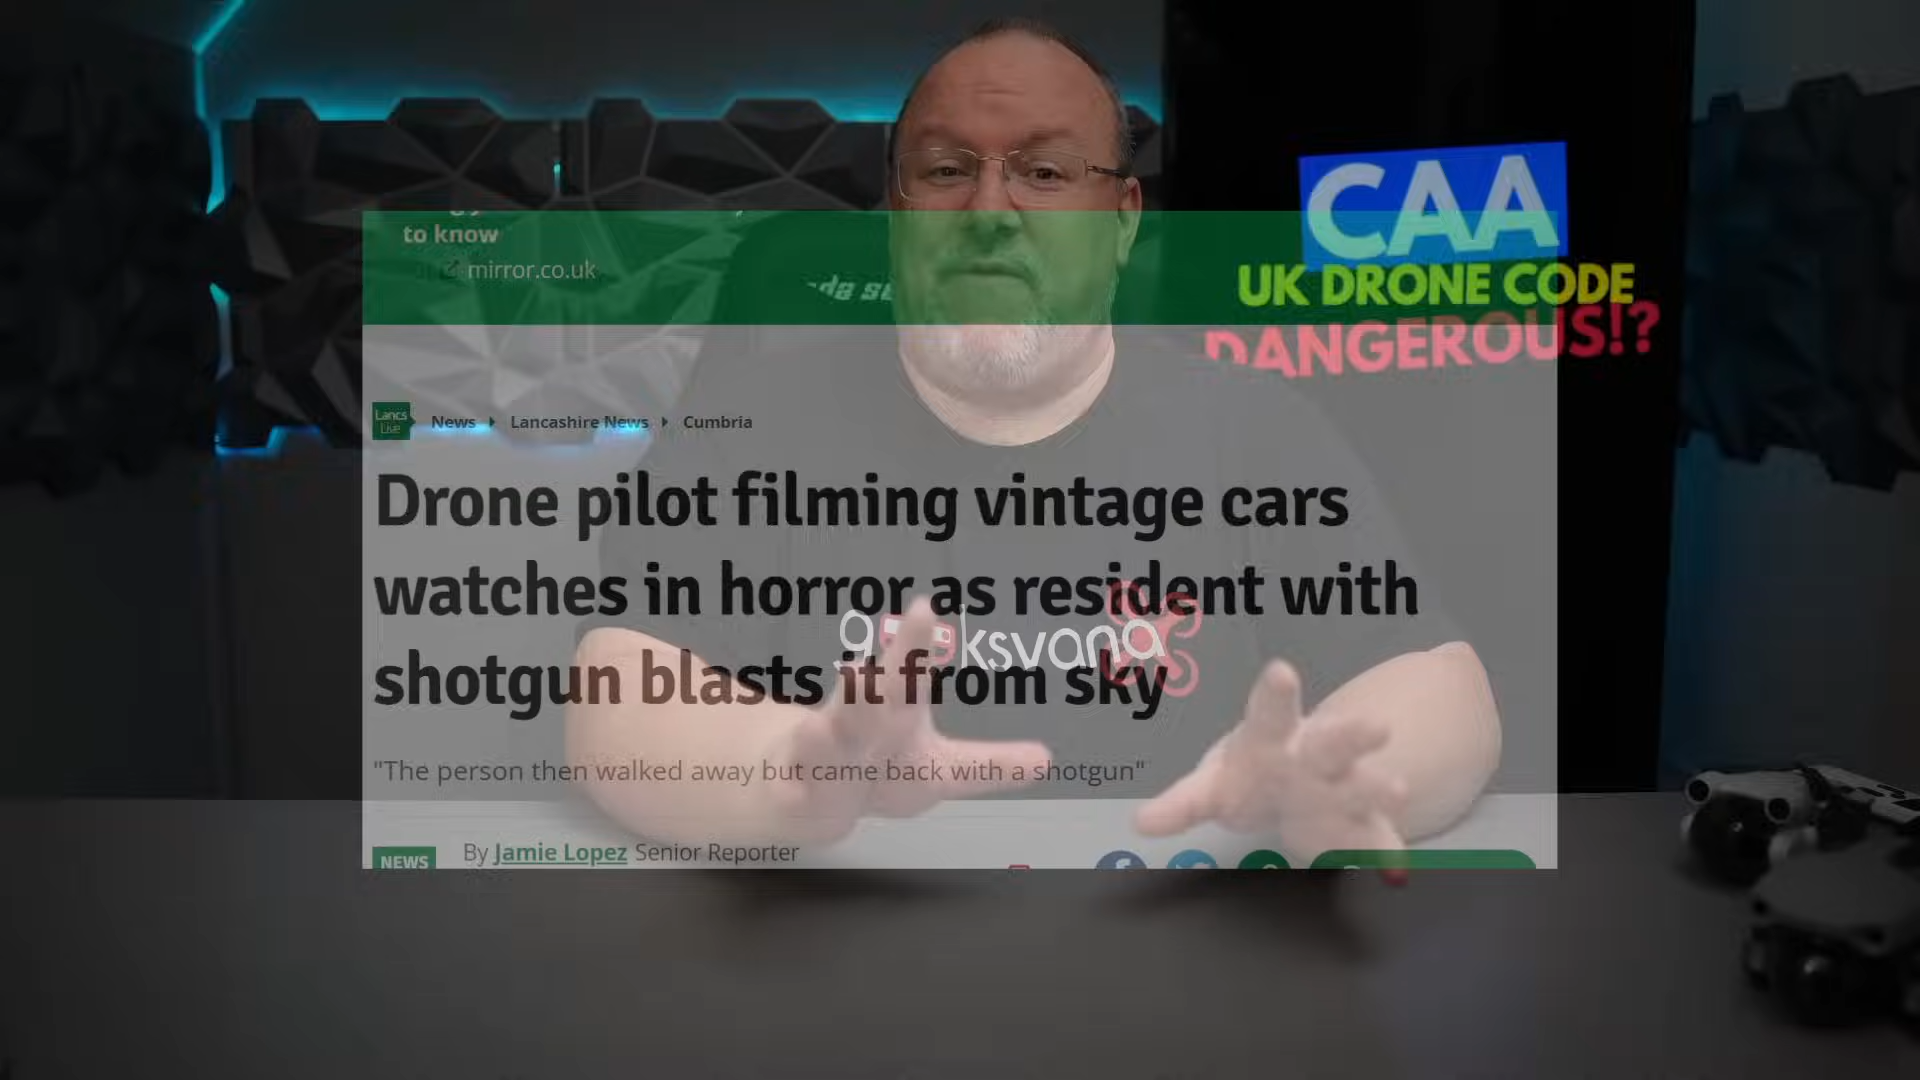 to know
mirror.co.uk
CAA
UK DRONE CODE
DANGEROUS!?
Lancs Live
News
Lancashire News
Cumbria
Drone pilot filming vintage cars
watches in horror as resident with
shotgun blasts it from sky
"The person then walked away but came back with a shotgun"
NEWS
By Jamie Lopez Senior Reporter